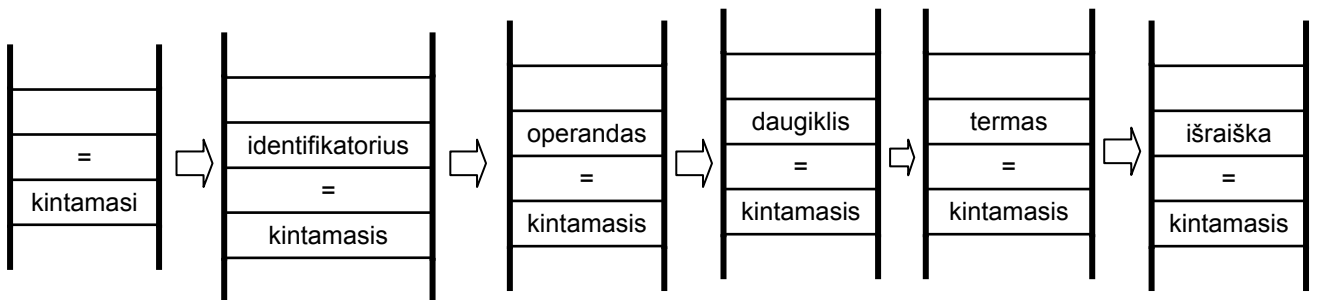 =
kintamasi
identifikatorius
=
kintamasis
operandas
=
kintamasis
daugiklis
=
kintamasis
termas
=
kintamasis
išraiška
=
kintamasis